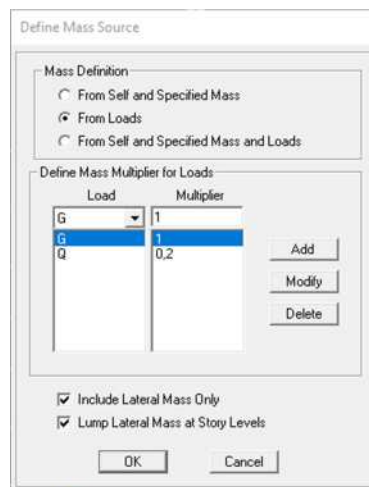 Define Mass Source
Mass Definition
From Self and Specified Mass
From Loads
From Self and Specified Mass and Loads
Define Mass Multiplier for Loads
Load Multiplier
G 1
G 1
Q 0,2
Add
Modify
Delete
Include Lateral Mass Only
Lump Lateral Mass at Story Levels
OK Cancel